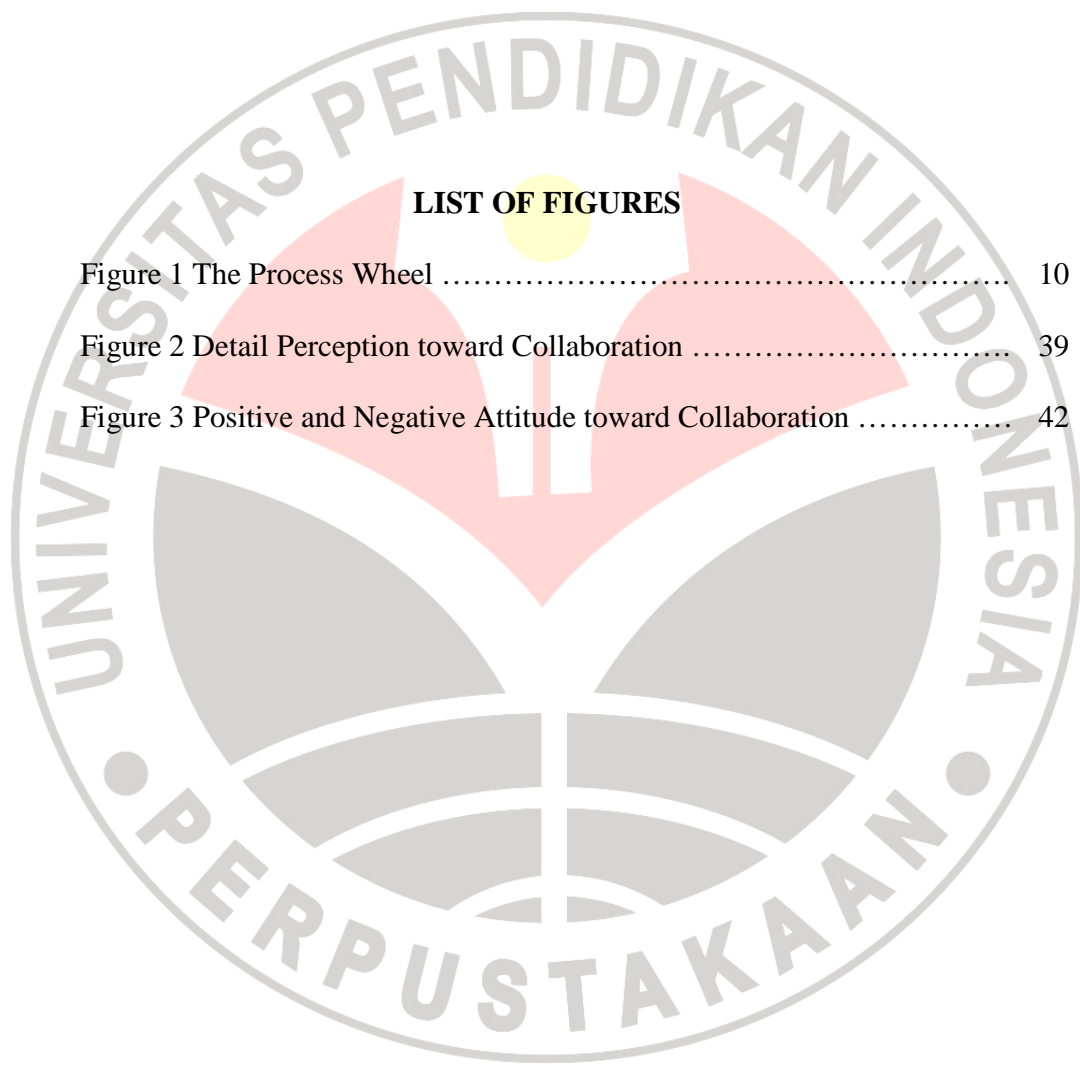 UNIVERSITAS PENDIDIKAN INDONESIA
LIST OF FIGURES
Figure 1 The Process Wheel ………………………………………………. 10
Figure 2 Detail Perception toward Collaboration …………………………. 39
Figure 3 Positive and Negative Attitude toward Collaboration …………… 42
PERPUSTAKAAN